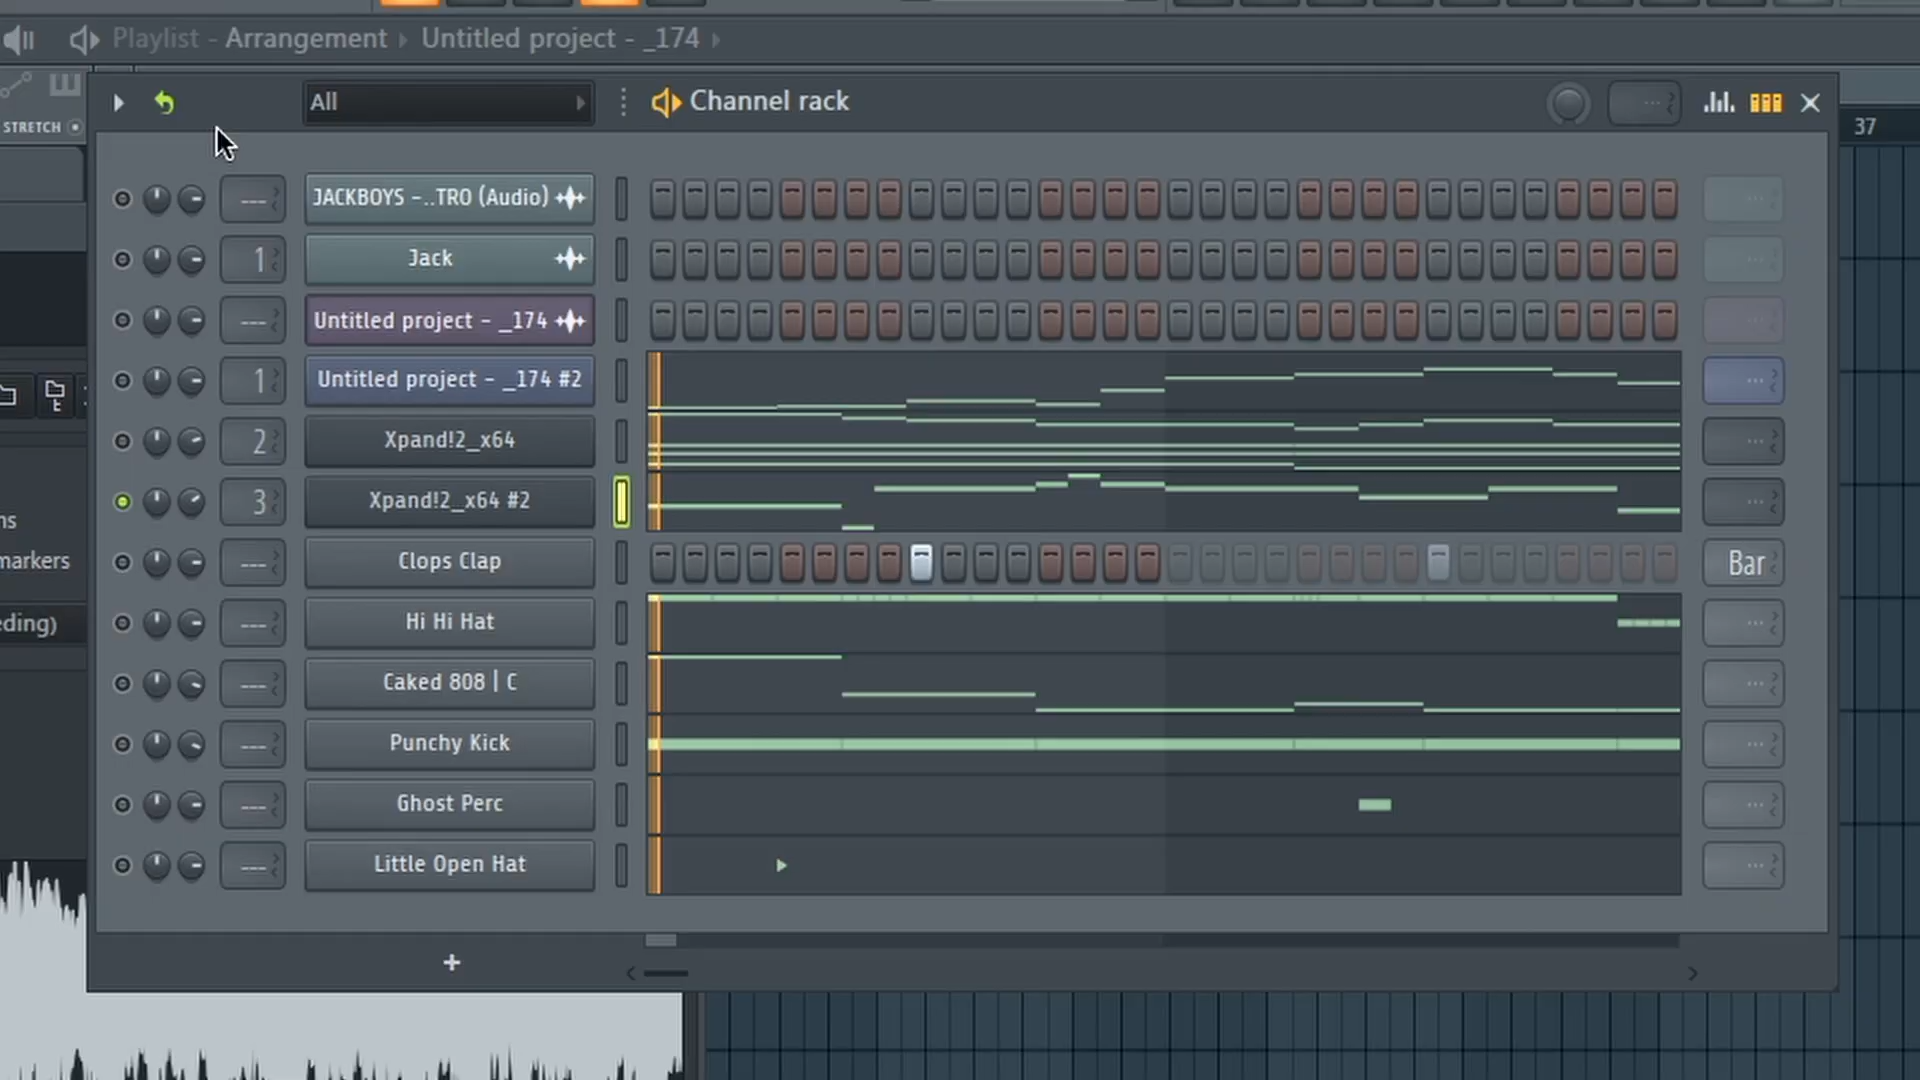 Playlist - Arrangement Untitled project - _174
STRETCH
All
Channel rack
37
JACKBOYS -..TRO (Audio)
1 Jack
Untitled project - _174
1 Untitled project - _174 #2
2 Xpand!2_x64
3 Xpand!2_x64 #2
ns
Clops Clap Bar
markers
Hi Hi Hat
eding)
Caked 808 | C
Punchy Kick
Ghost Perc
Little Open Hat
+